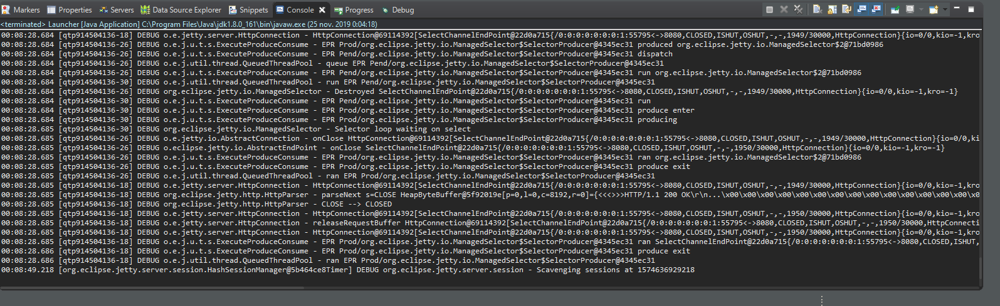 Markers Properties Servers Data Source Explorer Snippets Console Progress Debug
<terminated> Launcher [Java Application] C:\Program Files\Java\jdk1.8.0_161\bin\javaw.exe (25 nov. 2019 0:04:18)
00:08:28.684 [qtp914504136-18] DEBUG o.e.jetty.server.HttpConnection - HttpConnection@69114392[SelectChannelEndPoint@22d0a715{/0:0:0:0:0:0:0:1:55795<->8080,CLOSED,ISHUT,OSHUT,-,-,1949/30000,HttpConnection}{io=0/0,kio=-1,kro
00:08:28.684 [qtp914504136-26] DEBUG o.e.j.u.t.s.ExecuteProduceConsume - EPR Prod/org.eclipse.jetty.io.ManagedSelector$SelectorProducer@4345ec31 produced org.eclipse.jetty.io.ManagedSelector$2@71bd0986
00:08:28.684 [qtp914504136-26] DEBUG o.e.j.u.t.s.ExecuteProduceConsume - EPR Prod/org.eclipse.jetty.io.ManagedSelector$SelectorProducer@4345ec31 dispatch
00:08:28.684 [qtp914504136-26] DEBUG o.e.j.util.thread.QueuedThreadPool - queue EPR Pend/org.eclipse.jetty.io.ManagedSelector$SelectorProducer@4345ec31
00:08:28.684 [qtp914504136-26] DEBUG o.e.j.u.t.s.ExecuteProduceConsume - EPR Pend/org.eclipse.jetty.io.ManagedSelector$SelectorProducer@4345ec31 run org.eclipse.jetty.io.ManagedSelector$2@71bd0986
00:08:28.684 [qtp914504136-30] DEBUG o.e.j.util.thread.QueuedThreadPool - run EPR Pend/org.eclipse.jetty.io.ManagedSelector$SelectorProducer@4345ec31
00:08:28.684 [qtp914504136-26] DEBUG org.eclipse.jetty.io.ManagedSelector - Destroyed SelectChannelEndPoint@22d0a715{/0:0:0:0:0:0:0:1:55795<->8080,CLOSED,ISHUT,OSHUT,-,-,1949/30000,HttpConnection}{io=0/0,kio=-1,kro=-1}
00:08:28.684 [qtp914504136-30] DEBUG o.e.j.u.t.s.ExecuteProduceConsume - EPR Pend/org.eclipse.jetty.io.ManagedSelector$SelectorProducer@4345ec31 run
00:08:28.684 [qtp914504136-30] DEBUG o.e.j.u.t.s.ExecuteProduceConsume - EPR Prod/org.eclipse.jetty.io.ManagedSelector$SelectorProducer@4345ec31 produce enter
00:08:28.684 [qtp914504136-30] DEBUG o.e.j.u.t.s.ExecuteProduceConsume - EPR Prod/org.eclipse.jetty.io.ManagedSelector$SelectorProducer@4345ec31 producing
00:08:28.685 [qtp914504136-30] DEBUG org.eclipse.jetty.io.ManagedSelector - Selector loop waiting on select
00:08:28.685 [qtp914504136-26] DEBUG o.e.jetty.io.AbstractConnection - onClose HttpConnection@69114392[SelectChannelEndPoint@22d0a715{/0:0:0:0:0:0:0:1:55795<->8080,CLOSED,ISHUT,OSHUT,-,-,1949/30000,HttpConnection}{io=0/0,ki
00:08:28.685 [qtp914504136-26] DEBUG o.eclipse.jetty.io.AbstractEndPoint - onClose SelectChannelEndPoint@22d0a715{/0:0:0:0:0:0:0:1:55795<->8080,CLOSED,ISHUT,OSHUT,-,-,1950/30000,HttpConnection}{io=0/0,kio=-1,kro=-1}
00:08:28.685 [qtp914504136-26] DEBUG o.e.j.u.t.s.ExecuteProduceConsume - EPR Prod/org.eclipse.jetty.io.ManagedSelector$SelectorProducer@4345ec31 ran org.eclipse.jetty.io.ManagedSelector$2@71bd0986
00:08:28.685 [qtp914504136-26] DEBUG o.e.j.u.t.s.ExecuteProduceConsume - EPR Prod/org.eclipse.jetty.io.ManagedSelector$SelectorProducer@4345ec31 produce exit
00:08:28.685 [qtp914504136-26] DEBUG o.e.j.util.thread.QueuedThreadPool - ran EPR Prod/org.eclipse.jetty.io.ManagedSelector$SelectorProducer@4345ec31
00:08:28.685 [qtp914504136-18] DEBUG o.e.jetty.server.HttpConnection - HttpConnection@69114392[SelectChannelEndPoint@22d0a715{/0:0:0:0:0:0:0:1:55795<->8080,CLOSED,ISHUT,OSHUT,-,-,1949/30000,HttpConnection}{io=0/0,kio=-1,kro
00:08:28.685 [qtp914504136-18] DEBUG org.eclipse.jetty.http.HttpParser - parseNext s=CLOSE HeapByteBuffer@5f92019e[p=0,l=0,c=8192,r=0]={<<<>>>HTTP/1.1 200 OK\r\n...\x00\x00\x00\x00\x00\x00\x00\x00\x00\x00\x00\x00\x00\x00\x0
00:08:28.685 [qtp914504136-18] DEBUG org.eclipse.jetty.http.HttpParser - CLOSE --> CLOSED
00:08:28.685 [qtp914504136-18] DEBUG o.e.jetty.server.HttpConnection - HttpConnection@69114392[SelectChannelEndPoint@22d0a715{/0:0:0:0:0:0:0:1:55795<->8080,CLOSED,ISHUT,OSHUT,-,-,1950/30000,HttpConnection}{io=0/0,kio=-1,kro
00:08:28.685 [qtp914504136-18] DEBUG o.e.jetty.server.HttpConnection - releaseRequestBuffer HttpConnection@69114392[SelectChannelEndPoint@22d0a715{/0:0:0:0:0:0:0:1:55795<->8080,CLOSED,ISHUT,OSHUT,-,-,1950/30000,HttpConnecti
00:08:28.685 [qtp914504136-18] DEBUG o.e.jetty.server.HttpConnection - HttpConnection@69114392[SelectChannelEndPoint@22d0a715{/0:0:0:0:0:0:0:1:55795<->8080,CLOSED,ISHUT,OSHUT,-,-,1950/30000,HttpConnection}{io=0/0,kio=-1,kro
00:08:28.685 [qtp914504136-18] DEBUG o.e.j.u.t.s.ExecuteProduceConsume - EPR Prod/org.eclipse.jetty.io.ManagedSelector$SelectorProducer@4345ec31 ran SelectChannelEndPoint@22d0a715{/0:0:0:0:0:0:0:1:55795<->8080,CLOSED,ISHUT,
00:08:28.686 [qtp914504136-18] DEBUG o.e.j.u.t.s.ExecuteProduceConsume - EPR Prod/org.eclipse.jetty.io.ManagedSelector$SelectorProducer@4345ec31 produce exit
00:08:28.686 [qtp914504136-18] DEBUG o.e.j.util.thread.QueuedThreadPool - ran EPR Prod/org.eclipse.jetty.io.ManagedSelector$SelectorProducer@4345ec31
00:08:49.218 [org.eclipse.jetty.server.session.HashSessionManager@5b464ce8Timer] DEBUG org.eclipse.jetty.server.session - Scavenging sessions at 1574636929218